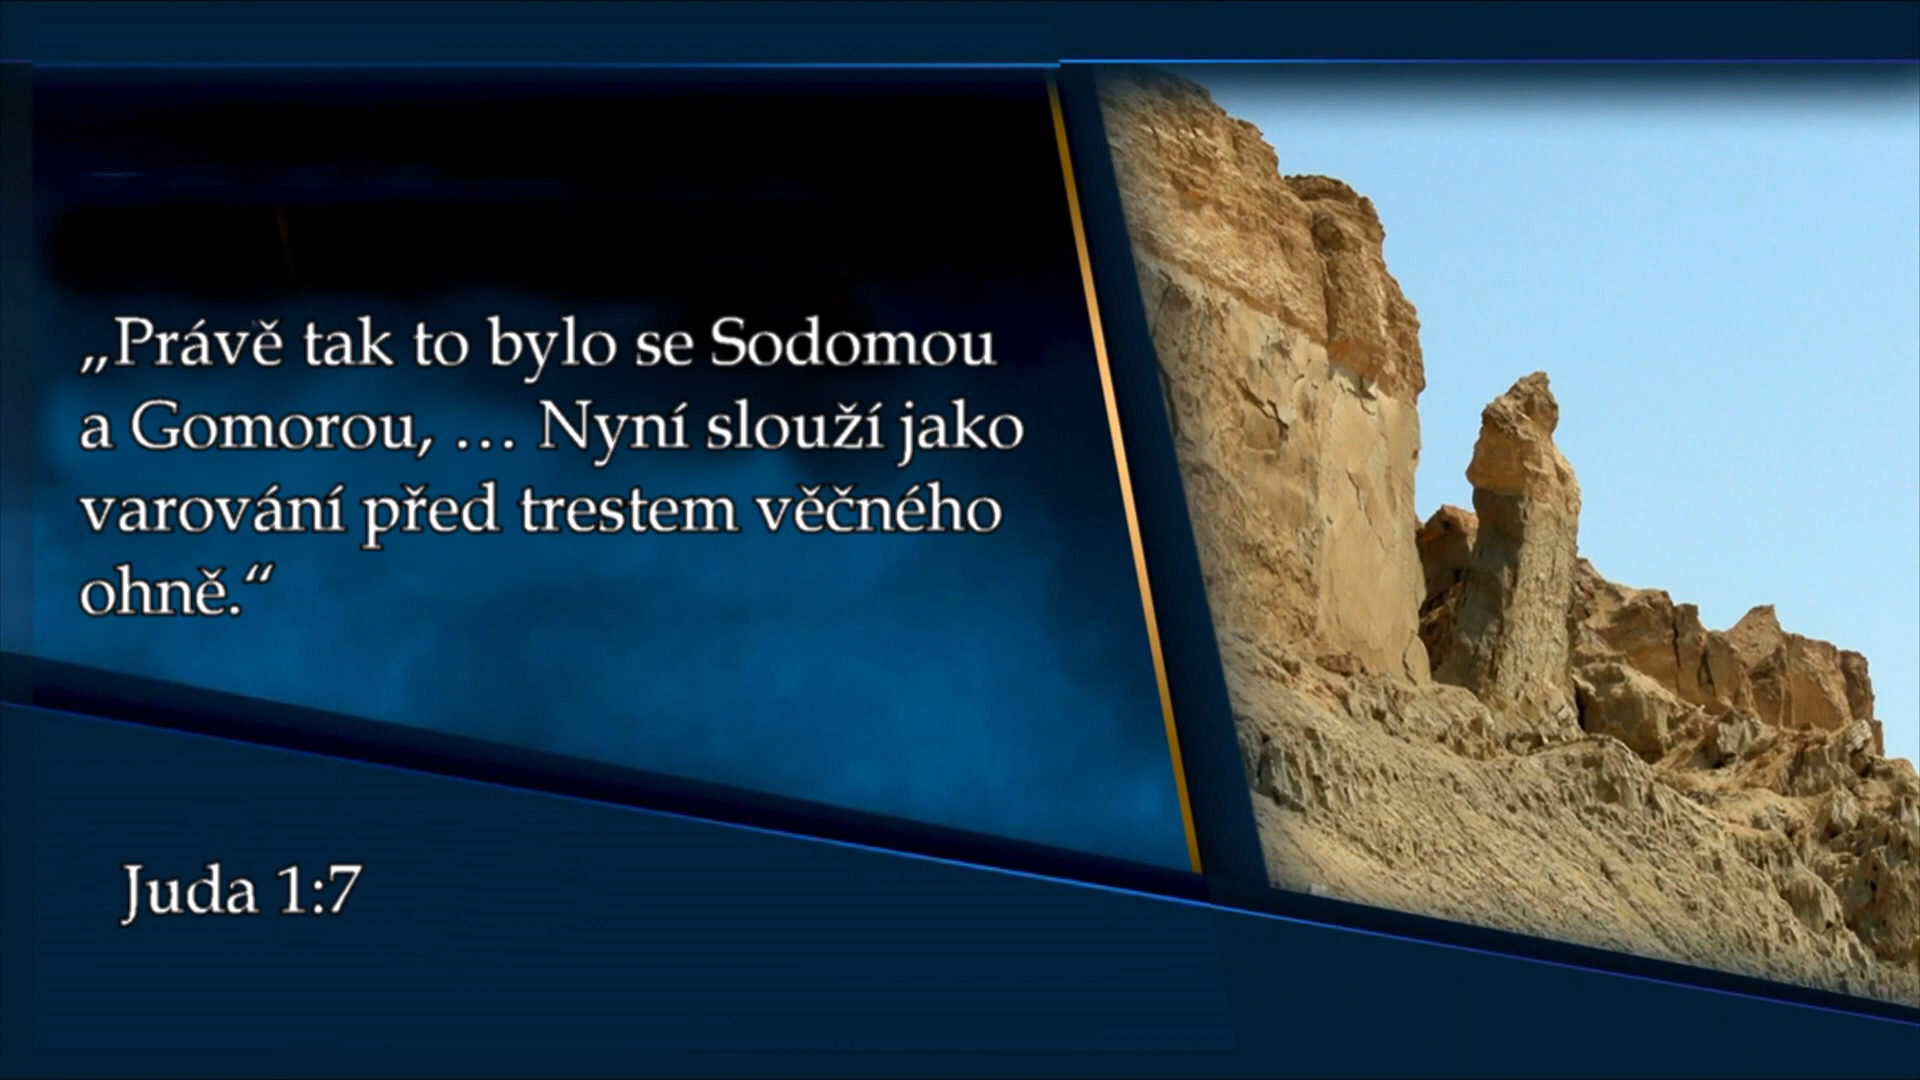 „Právě tak to bylo se Sodomou
a Gomorou, … Nyní slouží jako
varování před trestem věčného
ohně.“
Juda 1:7